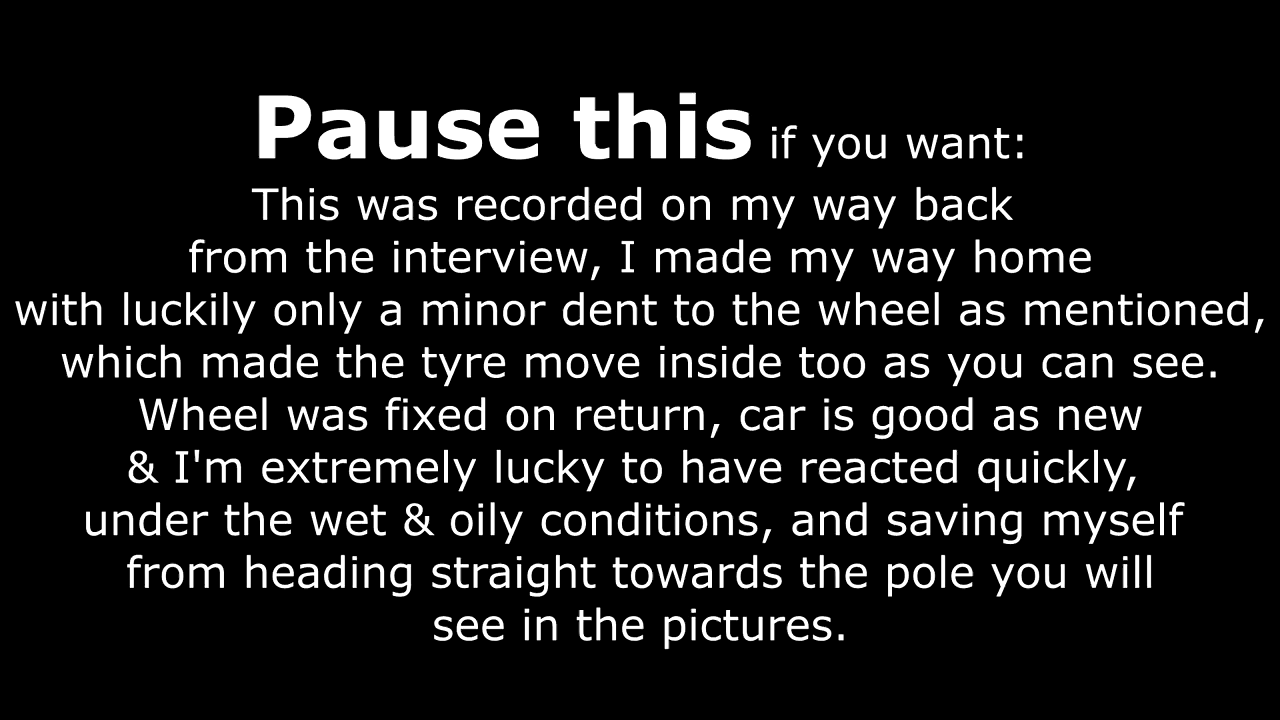 Pause this if you want:
This was recorded on my way back
from the interview, I made my way home
with luckily only a minor dent to the wheel as mentioned,
which made the tyre move inside too as you can see.
Wheel was fixed on return, car is good as new
& I'm extremely lucky to have reacted quickly,
under the wet & oily conditions, and saving myself
from heading straight towards the pole you will
see in the pictures.